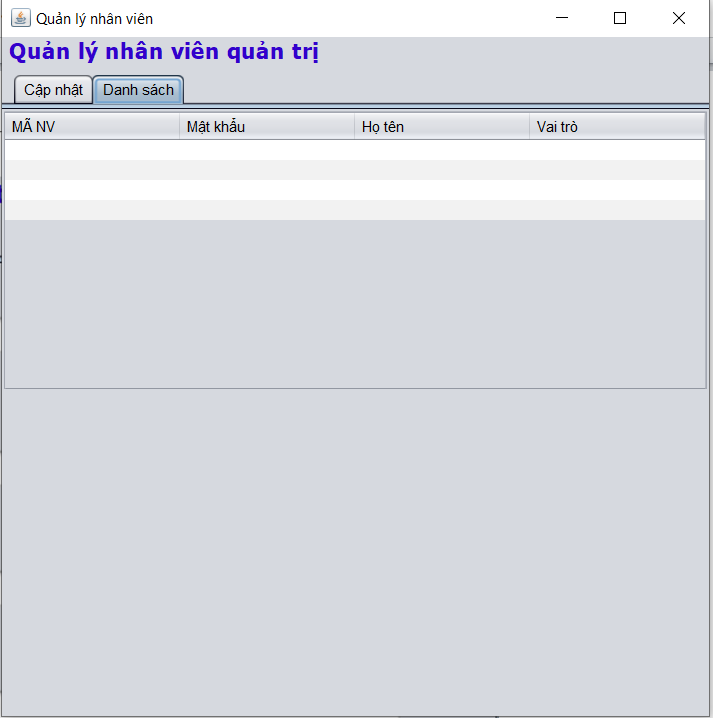 Quản lý nhân viên
Quản lý nhân viên quản trị
Cập nhật Danh sách
MÃ NV Mật khẩu Họ tên Vai trò